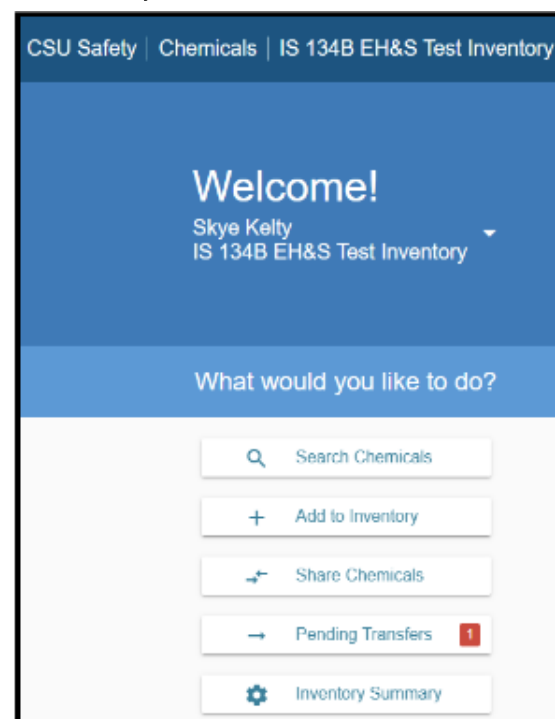 CSU Safety | Chemicals | IS 134B EH&S Test Inventory
Welcome!
Skye Kelty
IS 134B EH&S Test Inventory
What would you like to do?
Search Chemicals
Add to Inventory
Share Chemicals
Pending Transfers 1
Inventory Summary